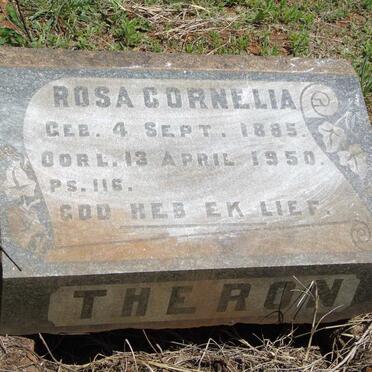 ROSA CORNELIA
GEB. 4 SEPT. 1885.
OORL. 13 APRIL 1950.
PS. 116.
GOD HEB EK LIEF.
THERON